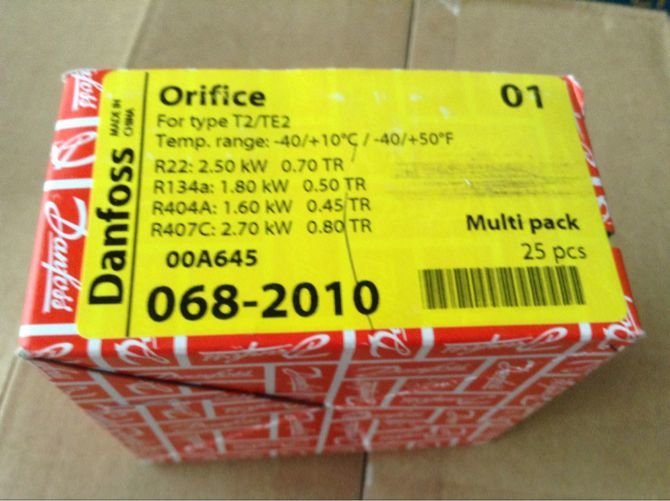 Orifice 01
For type T2/TE2
Temp. range: -40/+10°C / -40/+50°F
R22: 2.50 kW 0.70 TR
R134a: 1.80 kW 0.50 TR
R404A: 1.60 kW 0.45 TR
R407C: 2.70 kW 0.80 TR
Multi pack
25 pcs
00A645
068-2010
Danfoss
MADE IN
CHINA
Danfoss